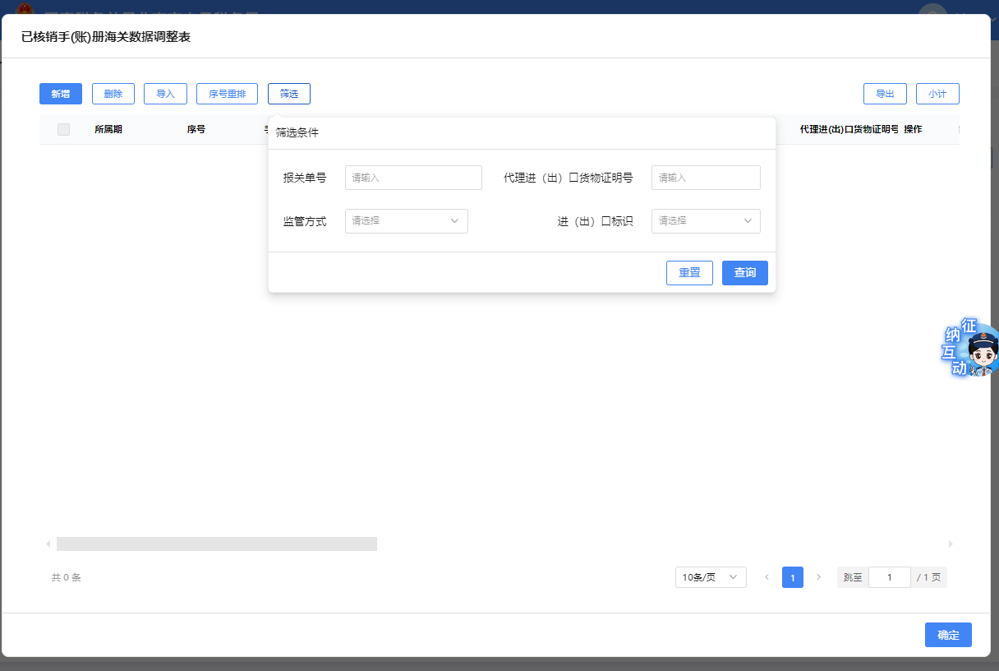 已核销手(账)册海关数据调整表
新增 删除 导入 序号重排 筛选 导出 小计
所属期 序号 代理进(出)口货物证明号 操作
筛选条件
报关单号 请输入 代理进（出）口货物证明号 请输入
监管方式 请选择 进（出）口标识 请选择
重置 查询
征
纳
互
动
共 0 条 10条/页 1 跳至 1 / 1 页
确定